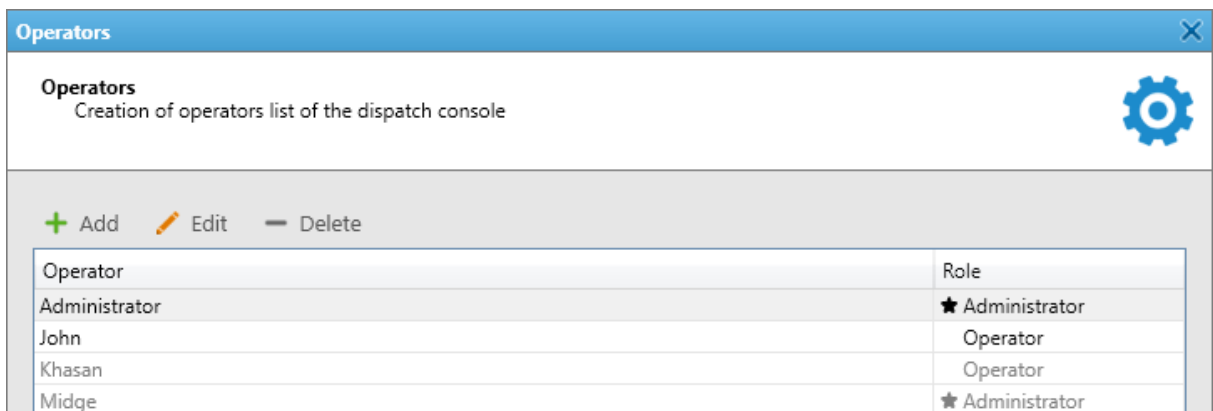 Operators
Operators
Creation of operators list of the dispatch console
Add Edit Delete
Operator Role
Administrator Administrator
John Operator
Khasan Operator
Midge Administrator